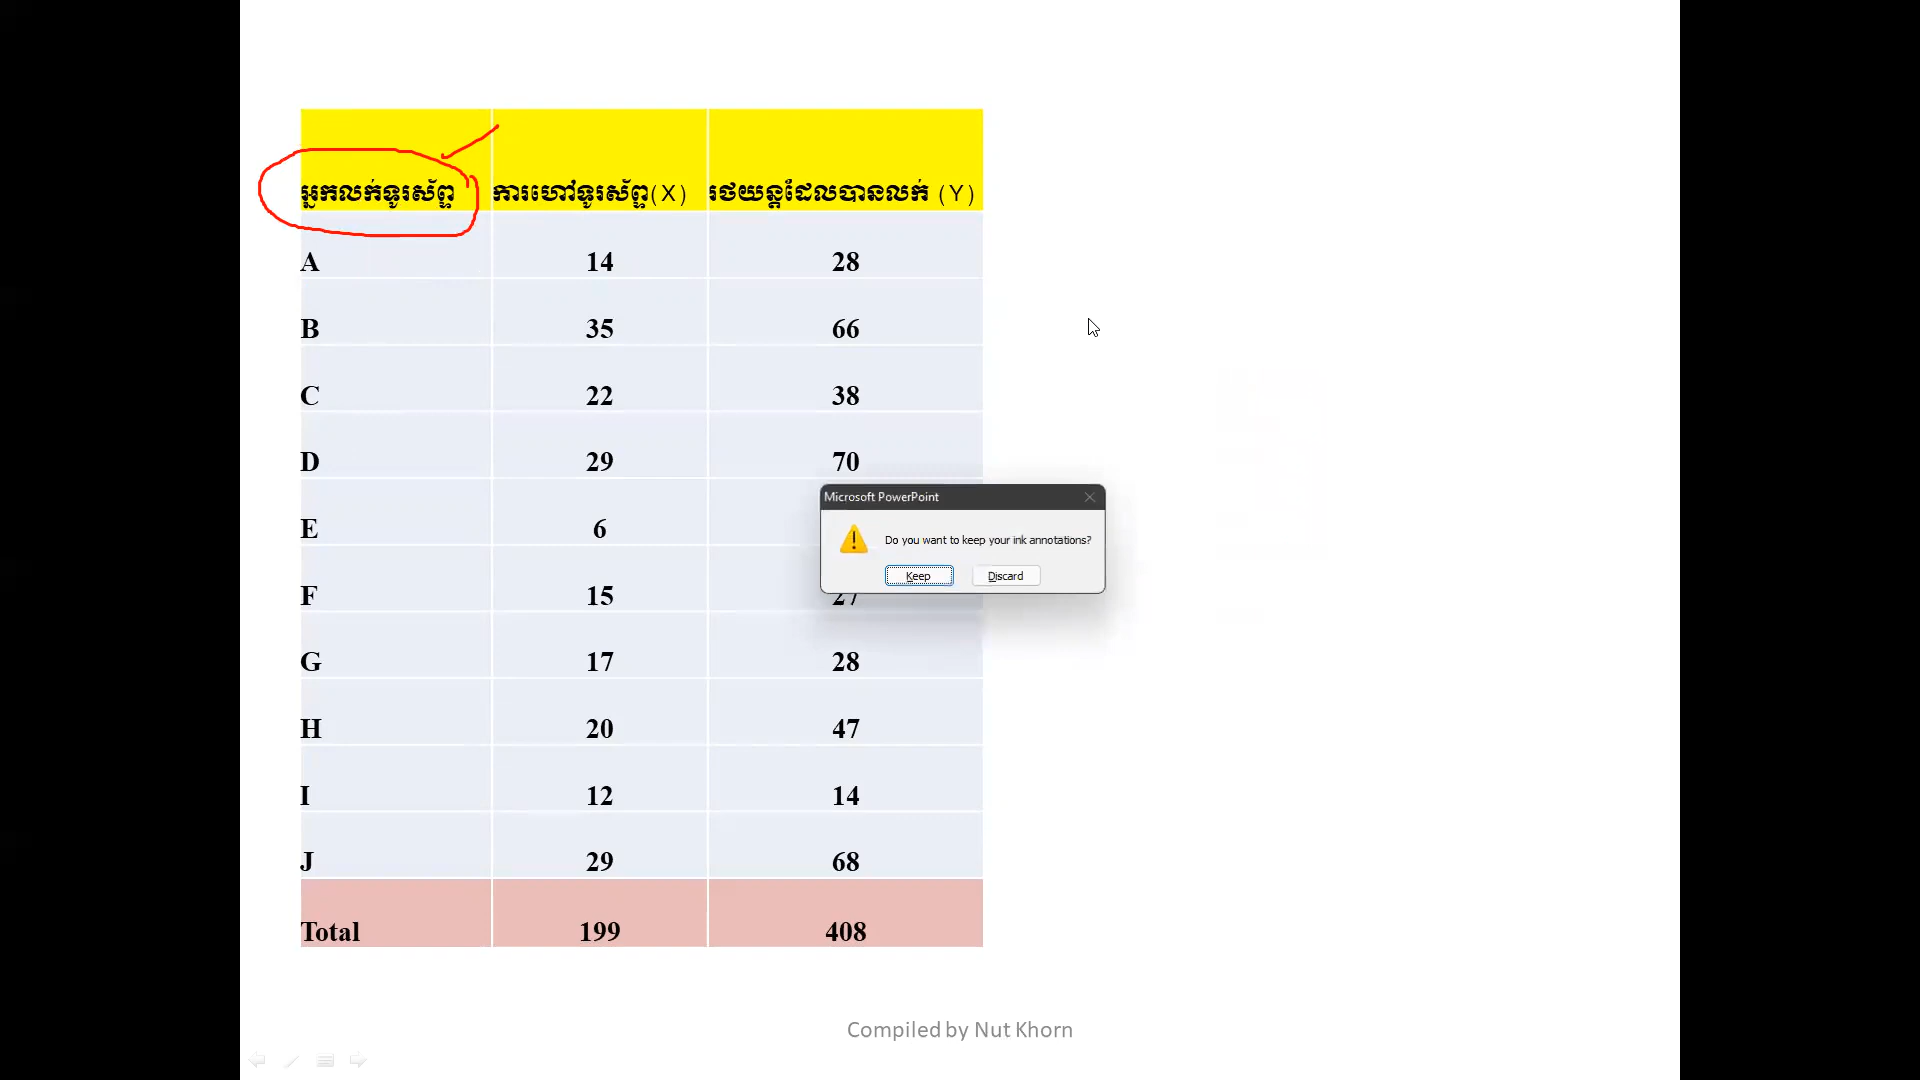 អ្នកលក់ទូរស័ព្ទ ការហៅទូរស័ព្ទ(X) រថយន្តដែលបានលក់ (Y)
A 14 28
B 35 66
C 22 38
D 29 70
Microsoft PowerPoint
E 6
Do you want to keep your ink annotations?
Keep Discard
F 15 27
G 17 28
H 20 47
I 12 14
J 29 68
Total 199 408
Compiled by Nut Khorn